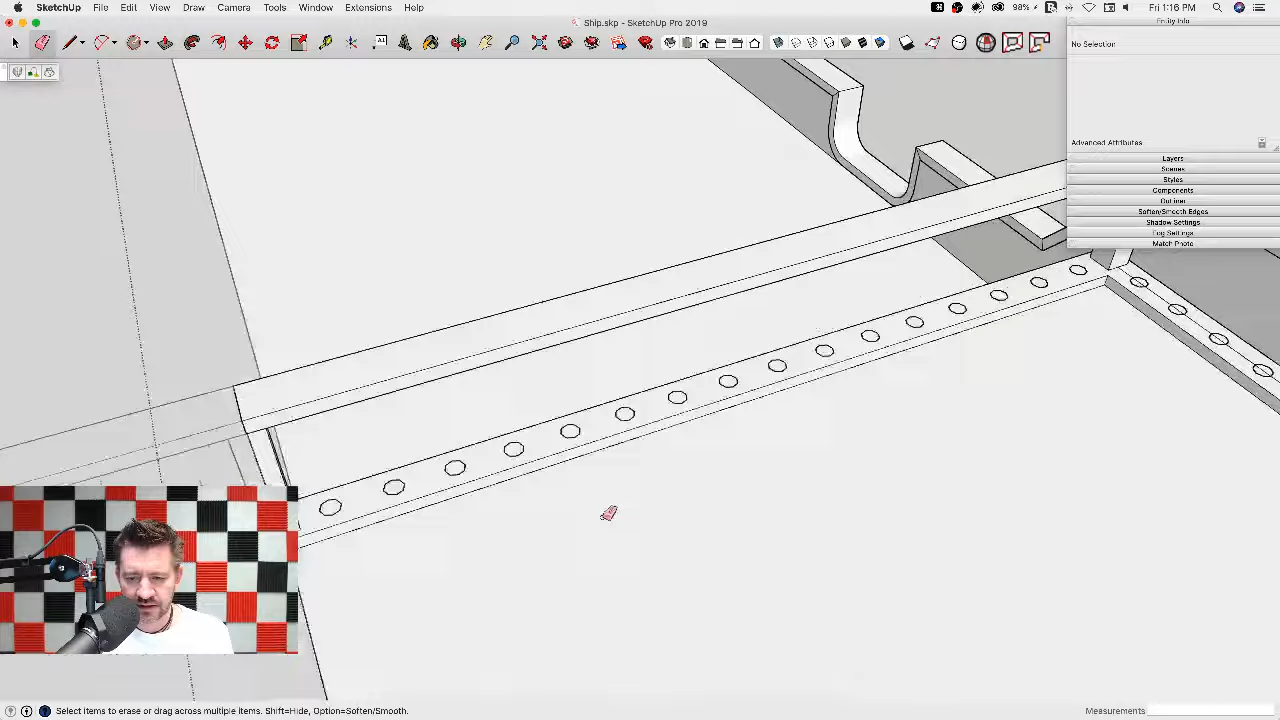 SketchUp File Edit View Draw Camera Tools Window Extensions Help 98% Fri 1:16 PM
Ship.skp - SketchUp Pro 2019
Entity Info
No Selection
Advanced Attributes
Layers
Scenes
Styles
Components
Outliner
Soften/Smooth Edges
Shadow Settings
Fog Settings
Match Photo
Select items to erase or drag across multiple items. Shift=Hide, Option=Soften/Smooth. Measurements